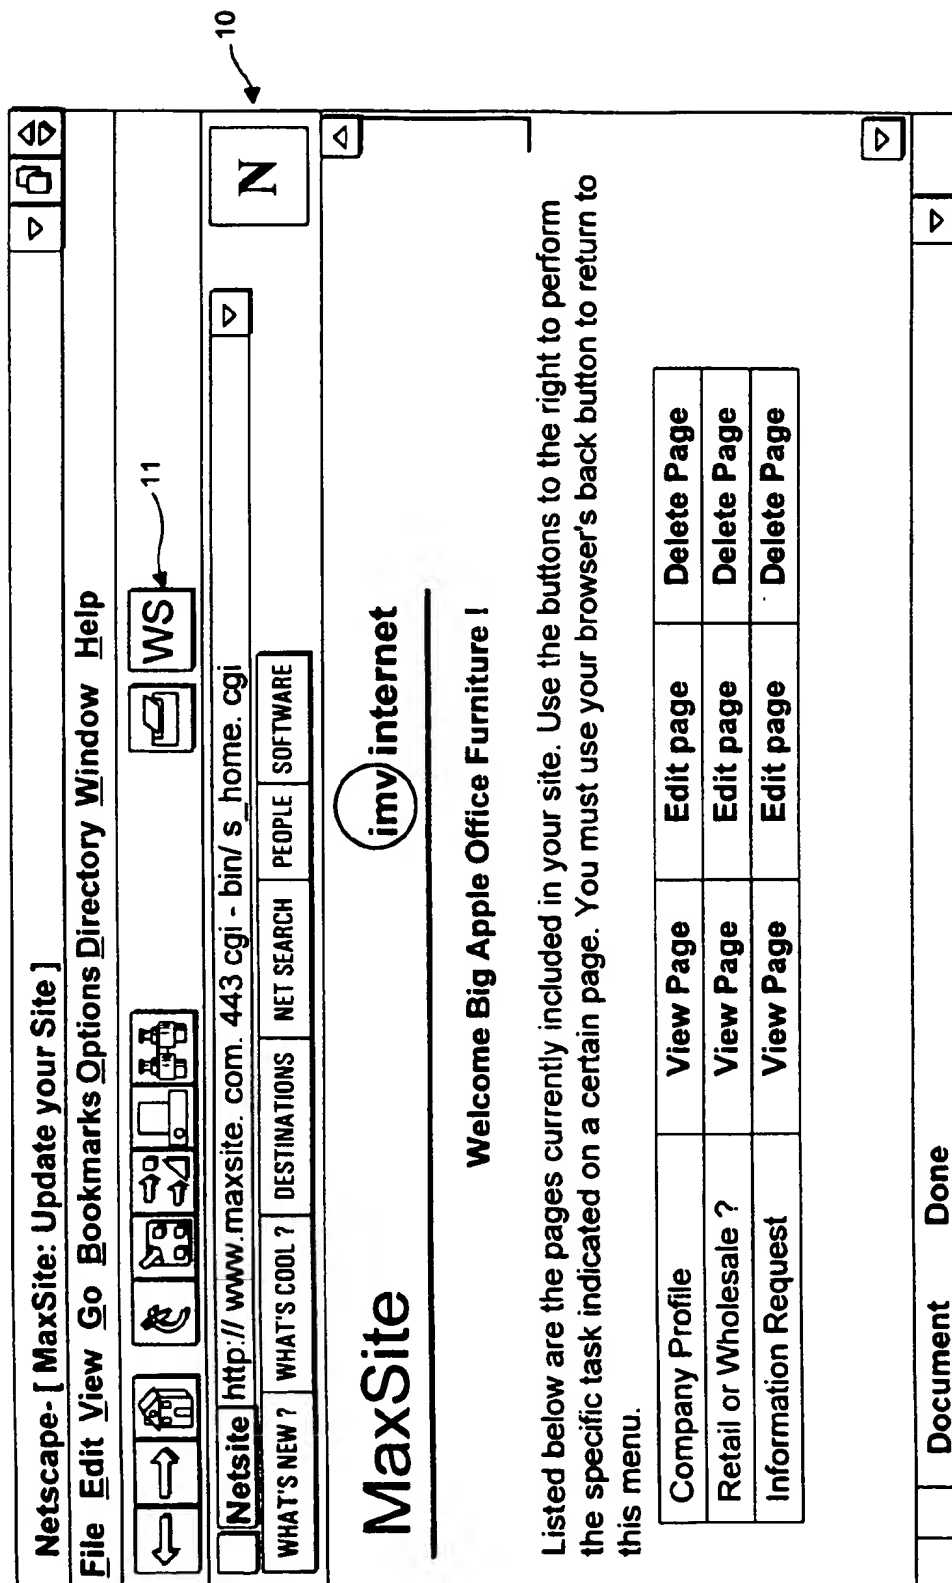 10
Netscape- [ MaxSite: Update your Site ]
File Edit View Go Bookmarks Options Directory Window Help
WS 11
Netsite http:// www.maxsite. com. 443 cgi - bin/ s_home. cgi
N
WHAT'S NEW ? WHAT'S COOL ? DESTINATIONS NET SEARCH PEOPLE SOFTWARE
MaxSite imv internet
Welcome Big Apple Office Furniture !
Listed below are the pages currently included in your site. Use the buttons to the right to perform
the specific task indicated on a certain page. You must use your browser's back button to return to
this menu.
Company Profile View Page Edit page Delete Page
Retail or Wholesale ? View Page Edit page Delete Page
Information Request View Page Edit page Delete Page
Document Done